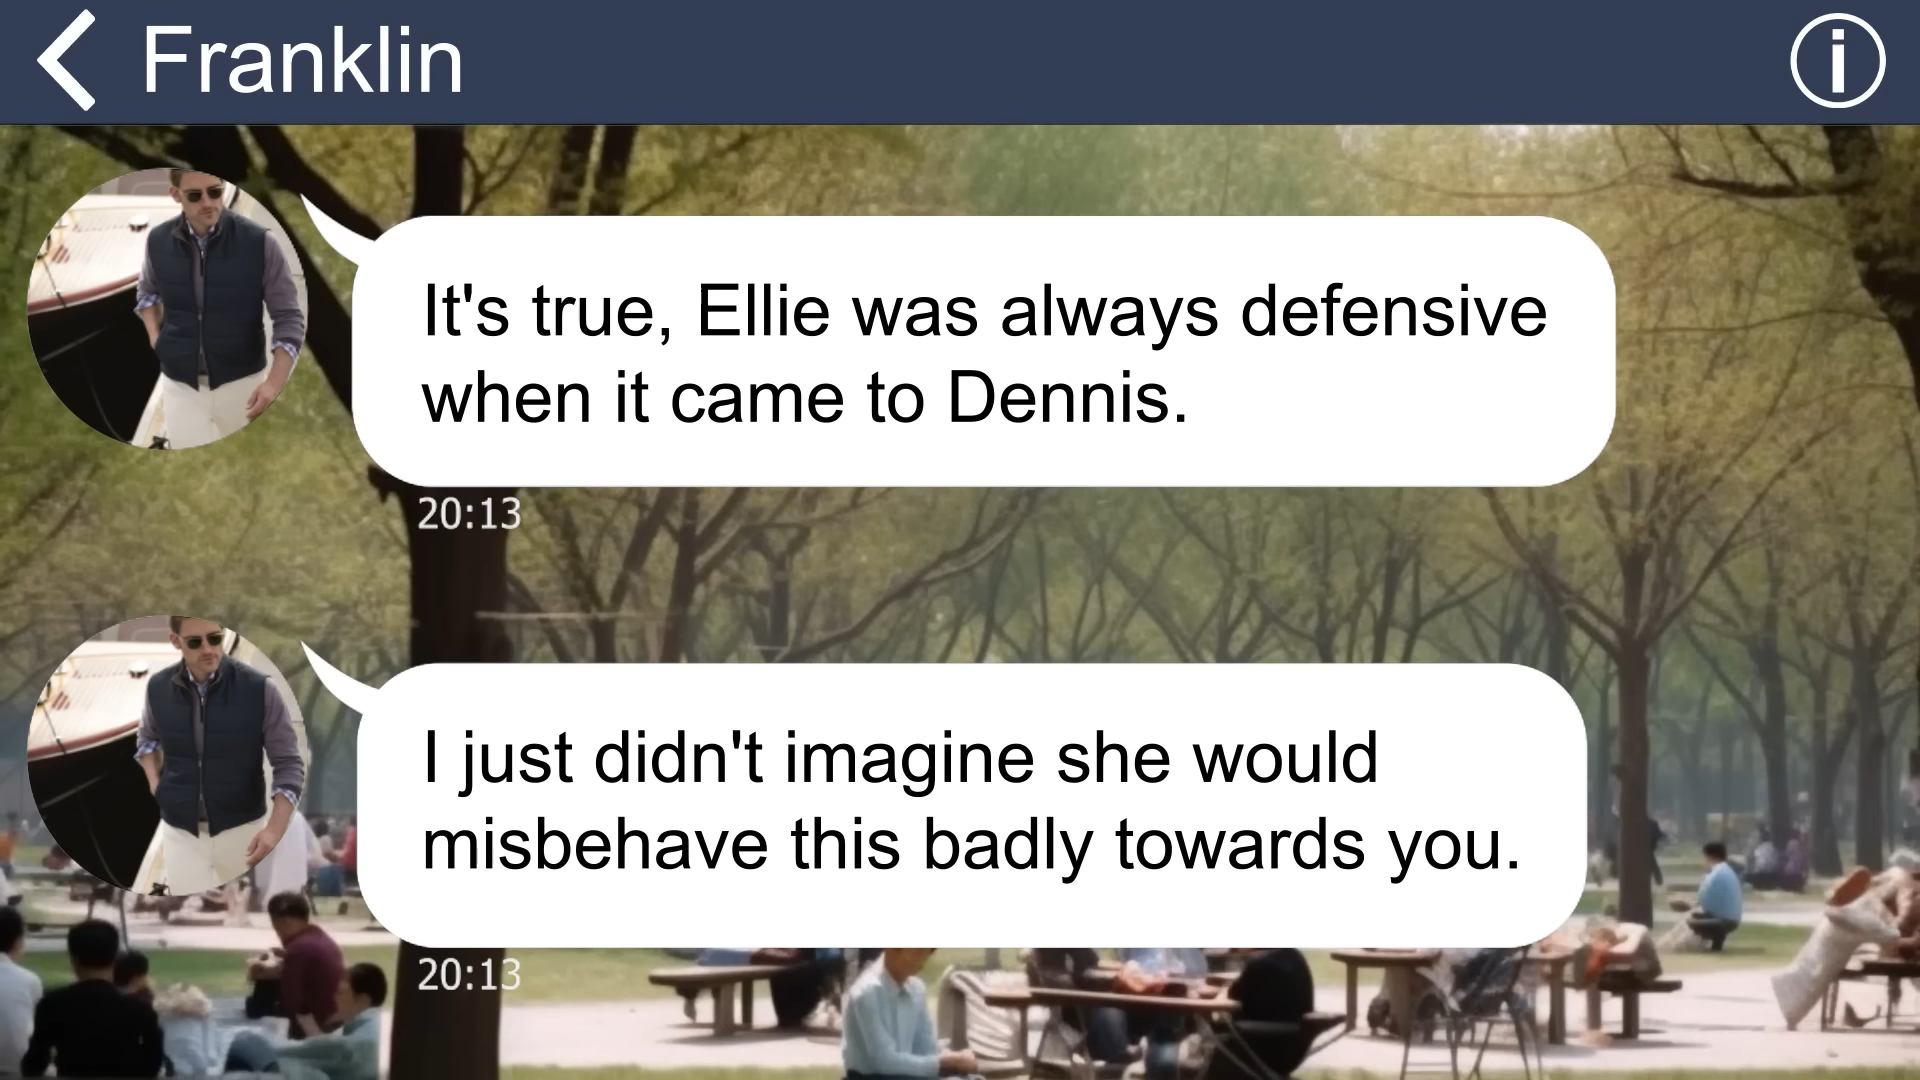 Franklin
It's true, Ellie was always defensive
when it came to Dennis.
20:13
I just didn't imagine she would
misbehave this badly towards you.
20:13